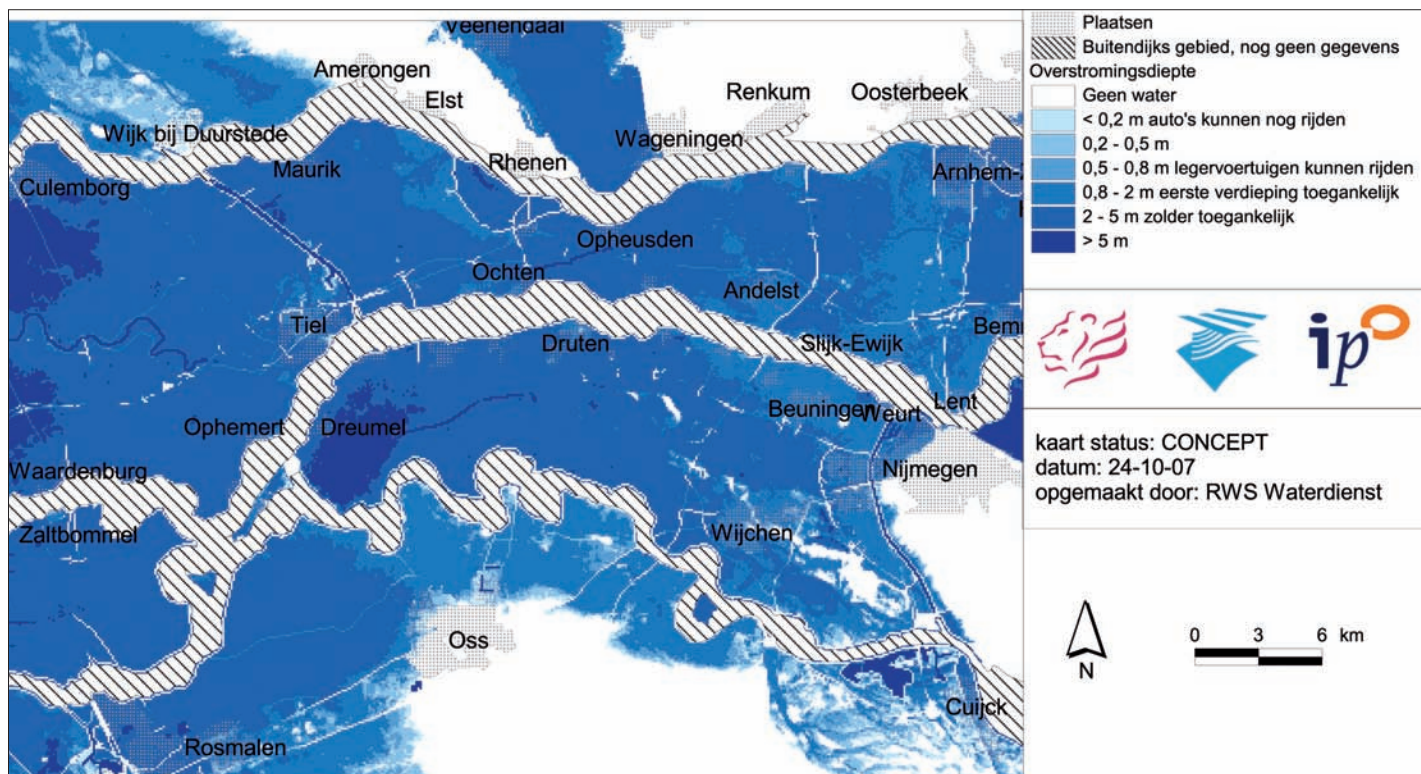 Veenendaal
Amerongen
Elst
Renkum
Oosterbeek
Wijk bij Duurstede
Wageningen
Rhenen
Maurik
Culemborg
Opheusden
Ochten
Andelst
Tiel
Druten
Slijk-Ewijk
Beuningen
Weurt
Lent
Ophemert
Dreumel
Waardenburg
Nijmegen
Zaltbommel
Wijchen
Oss
Cuijck
Rosmalen
Plaatsen
Buitendijks gebied, nog geen gegevens
Overstromingsdiepte
Geen water
< 0,2 m auto's kunnen nog rijden
0,2 - 0,5 m
0,5 - 0,8 m legervoertuigen kunnen rijden
0,8 - 2 m eerste verdieping toegankelijk
2 - 5 m zolder toegankelijk
> 5 m
ipo
kaart status: CONCEPT
datum: 24-10-07
opgemaakt door: RWS Waterdienst
N
0 3 6 km